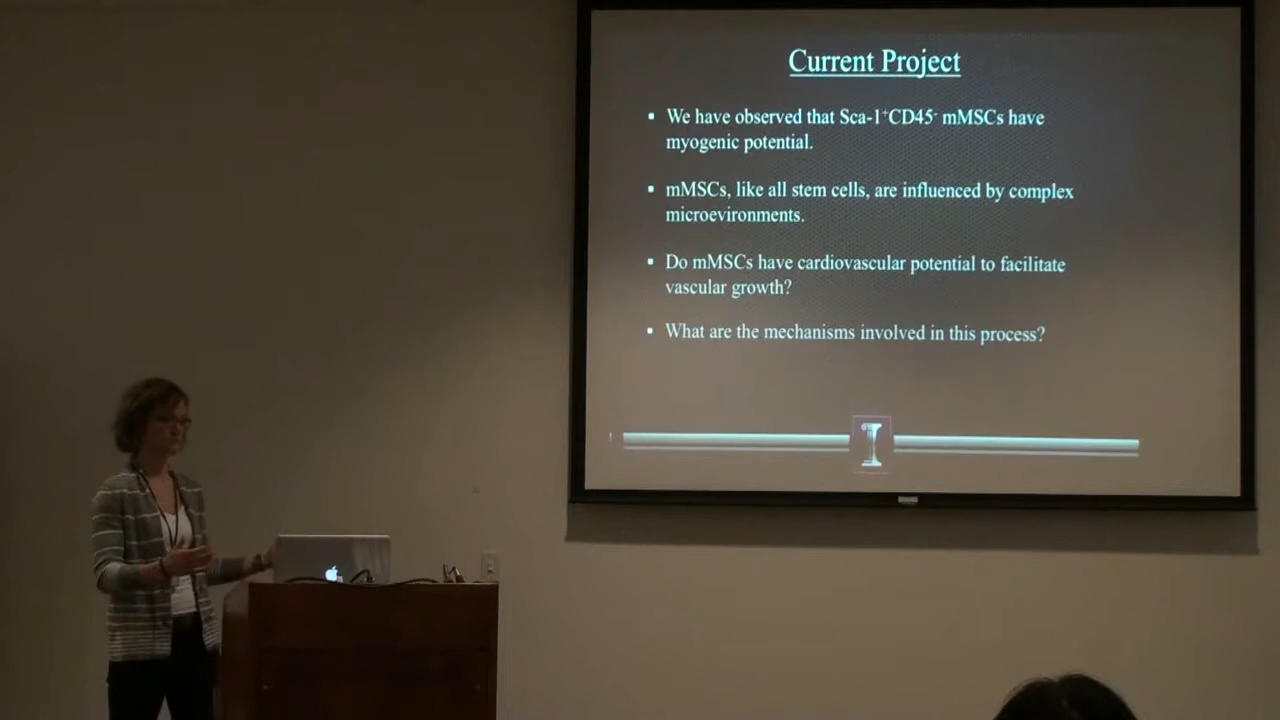 Current Project
▪ We have observed that Sca-1⁺CD45⁻ mMSCs have
myogenic potential.
▪ mMSCs, like all stem cells, are influenced by complex
microevironments.
▪ Do mMSCs have cardiovascular potential to facilitate
vascular growth?
▪ What are the mechanisms involved in this process?
I